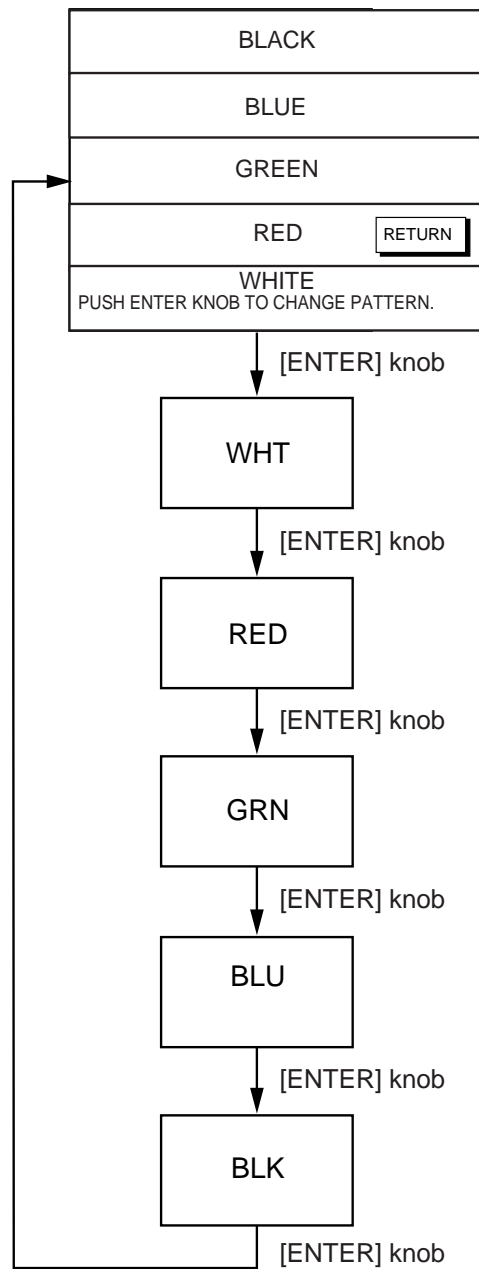 BLACK
BLUE
GREEN
RED
RETURN
WHITE
PUSH ENTER KNOB TO CHANGE PATTERN.
[ENTER] knob
WHT
[ENTER] knob
RED
[ENTER] knob
GRN
[ENTER] knob
BLU
[ENTER] knob
BLK
[ENTER] knob